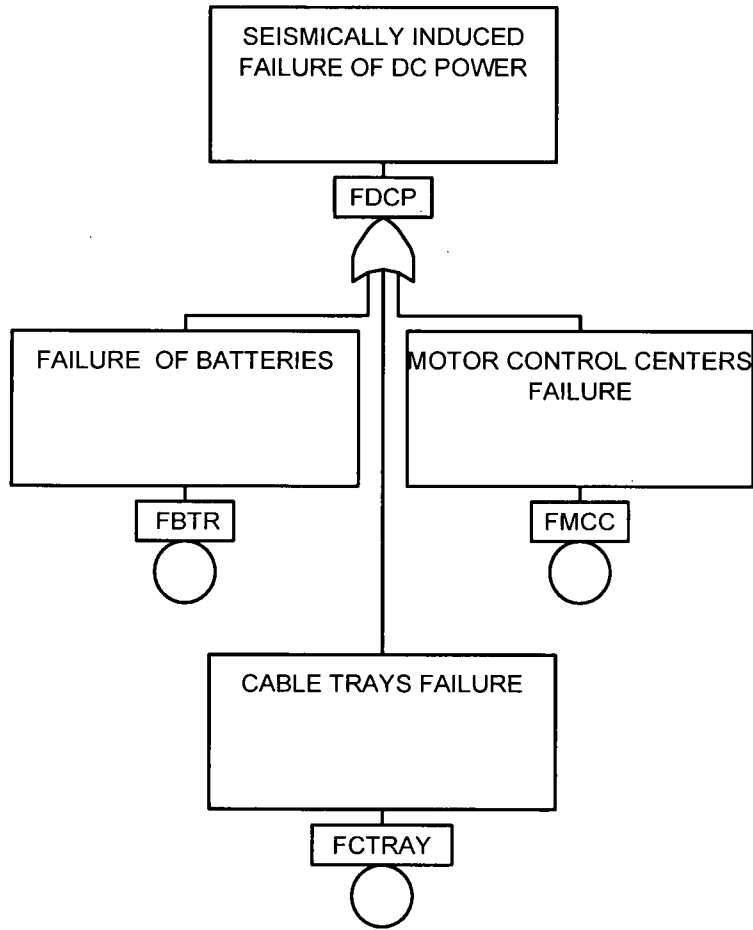 SEISMICALLY INDUCED
FAILURE OF DC POWER
FDCP
FAILURE OF BATTERIES
FBTR
MOTOR CONTROL CENTERS
FAILURE
FMCC
CABLE TRAYS FAILURE
FCTRAY